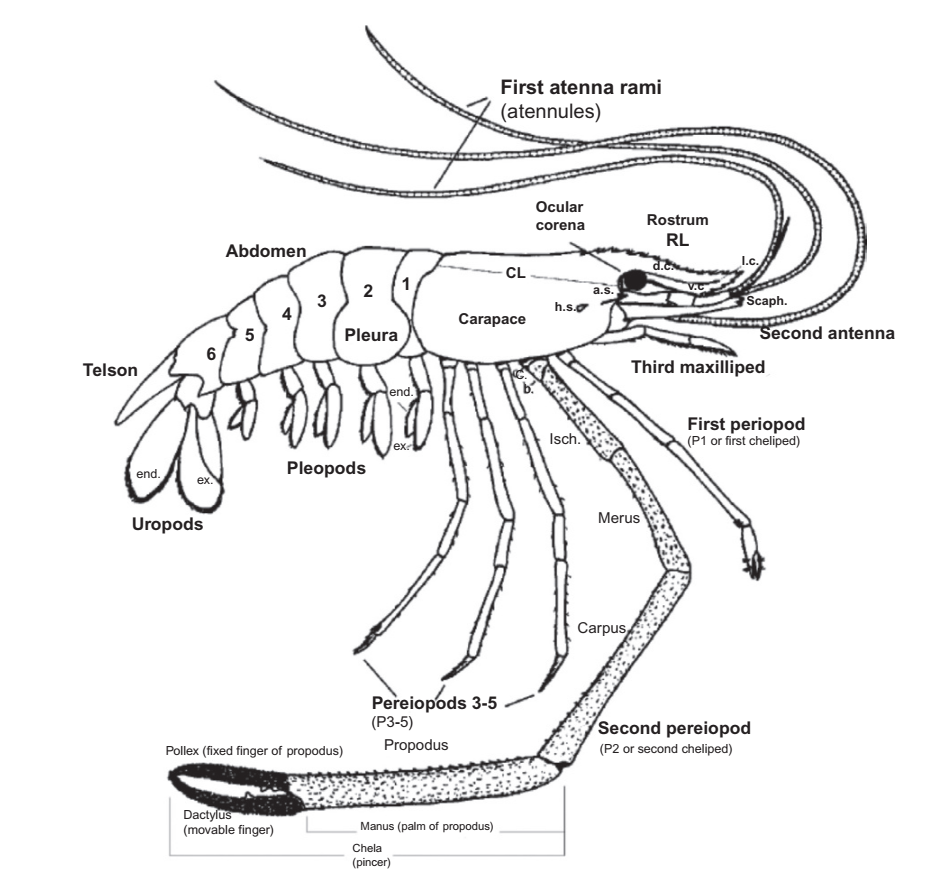 First atenna rami
(atennules)
Ocular
corena
Rostrum
RL
Abdomen
l.c.
d.c.
CL
v.c
a.s.
Scaph.
h.s.
1
2
3
4
5
6
Carapace
Pleura
Second antenna
Telson
Third maxilliped
C.
b.
end.
First periopod
(P1 or first cheliped)
Isch.
ex.
Pleopods
end.
ex.
Uropods
Merus
Carpus
Pereiopods 3-5
(P3-5)
Second pereiopod
(P2 or second cheliped)
Propodus
Pollex (fixed finger of propodus)
Dactylus
(movable finger)
Manus (palm of propodus)
Chela
(pincer)